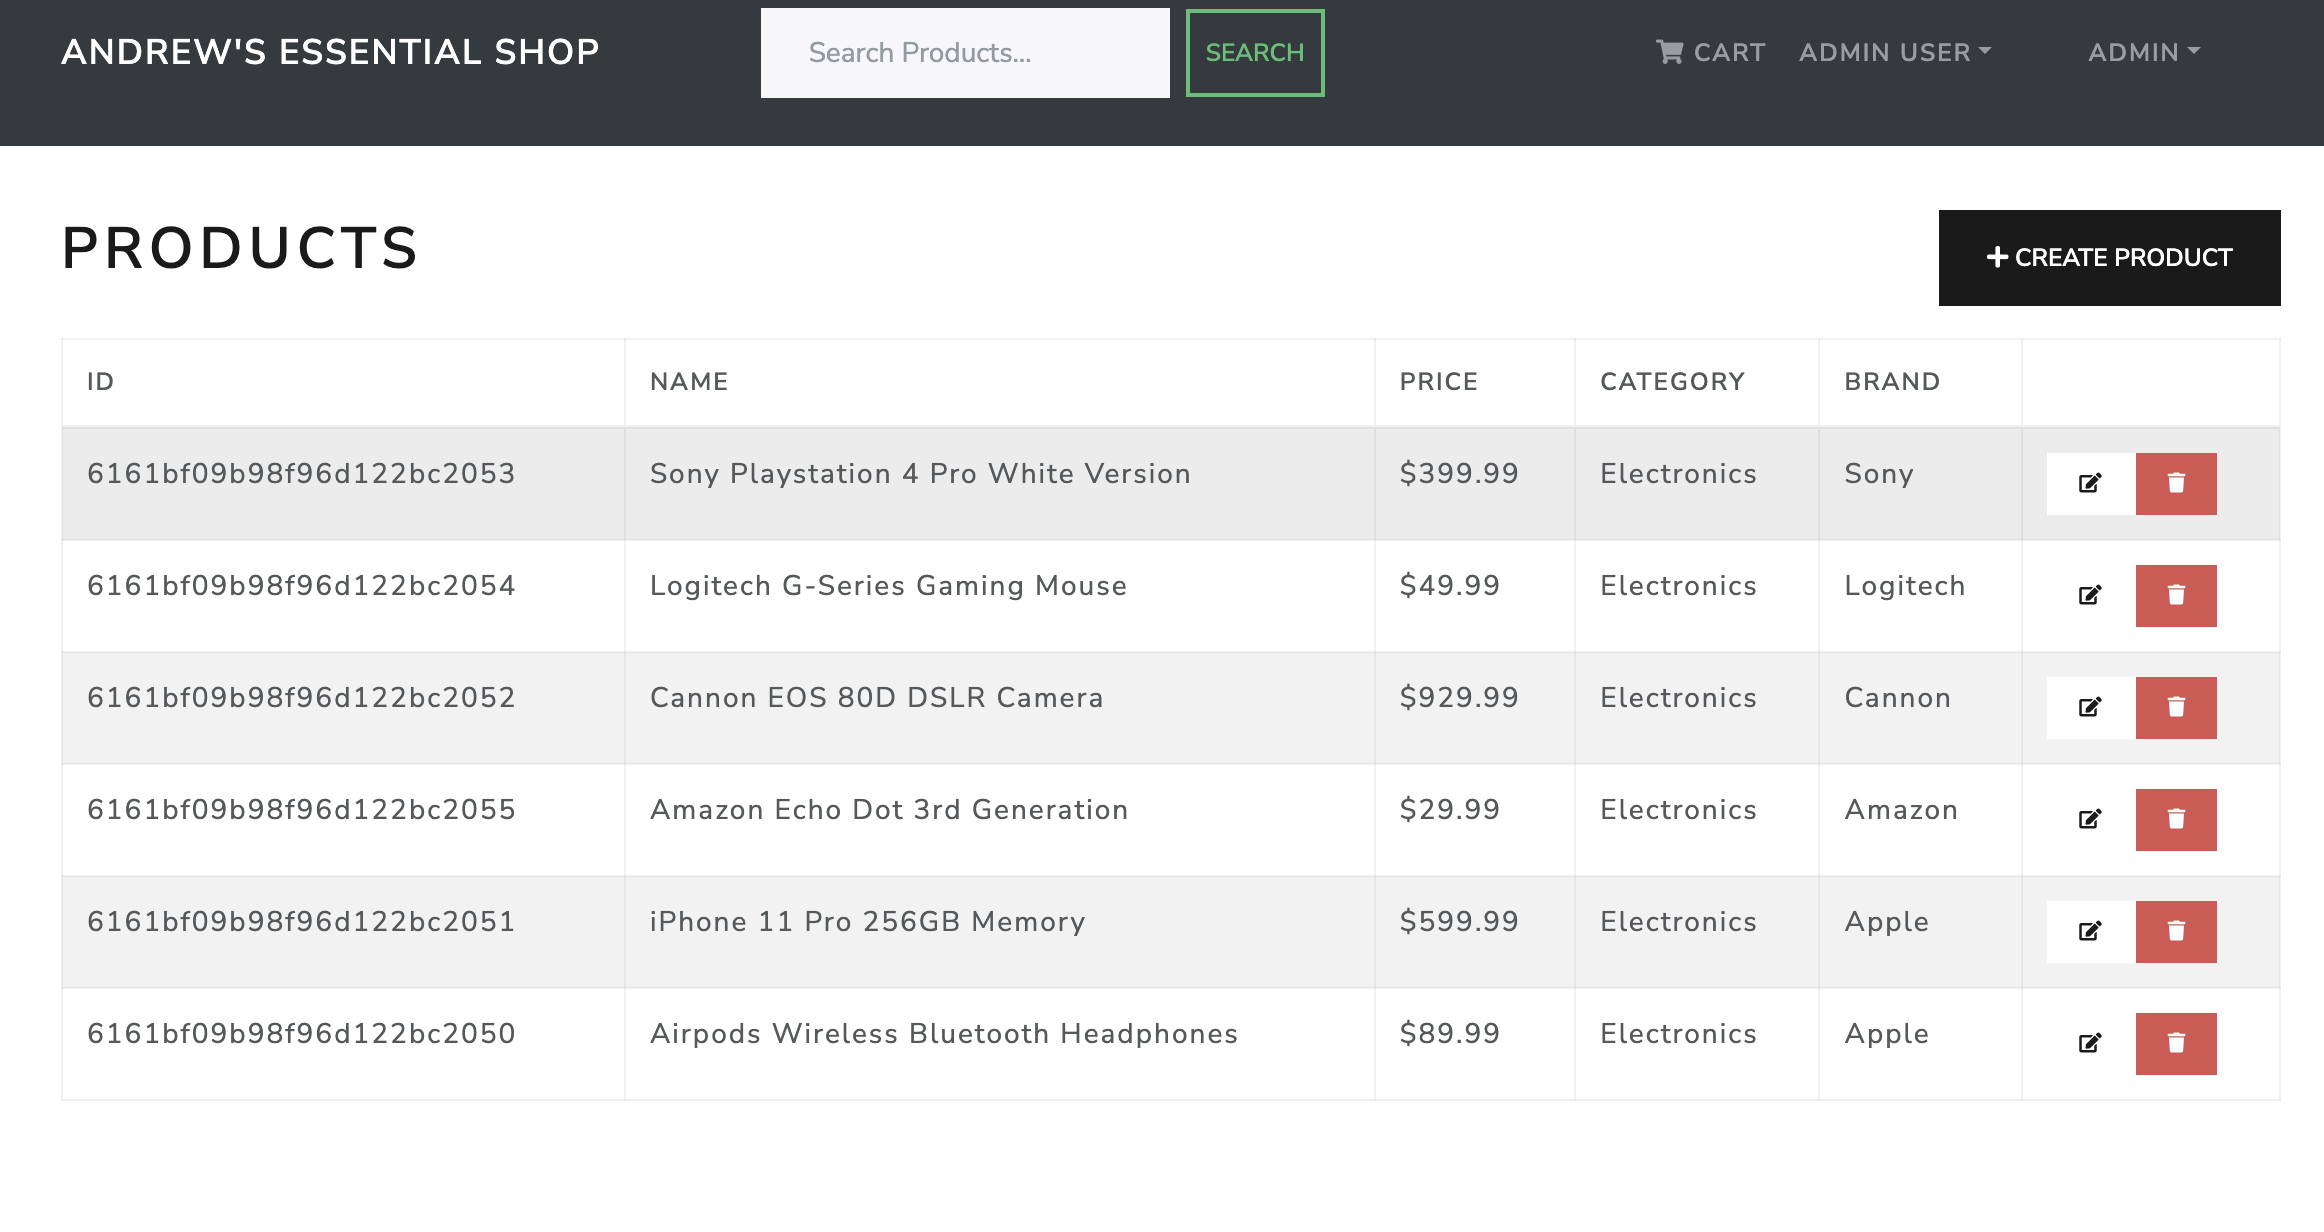 ANDREW'S ESSENTIAL SHOP Search Products... SEARCH CART ADMIN USER ADMIN
PRODUCTS
CREATE PRODUCT
ID NAME PRICE CATEGORY BRAND
6161bf09b98f96d122bc2053 Sony Playstation 4 Pro White Version $399.99 Electronics Sony
6161bf09b98f96d122bc2054 Logitech G-Series Gaming Mouse $49.99 Electronics Logitech
6161bf09b98f96d122bc2052 Cannon EOS 80D DSLR Camera $929.99 Electronics Cannon
6161bf09b98f96d122bc2055 Amazon Echo Dot 3rd Generation $29.99 Electronics Amazon
6161bf09b98f96d122bc2051 iPhone 11 Pro 256GB Memory $599.99 Electronics Apple
6161bf09b98f96d122bc2050 Airpods Wireless Bluetooth Headphones $89.99 Electronics Apple